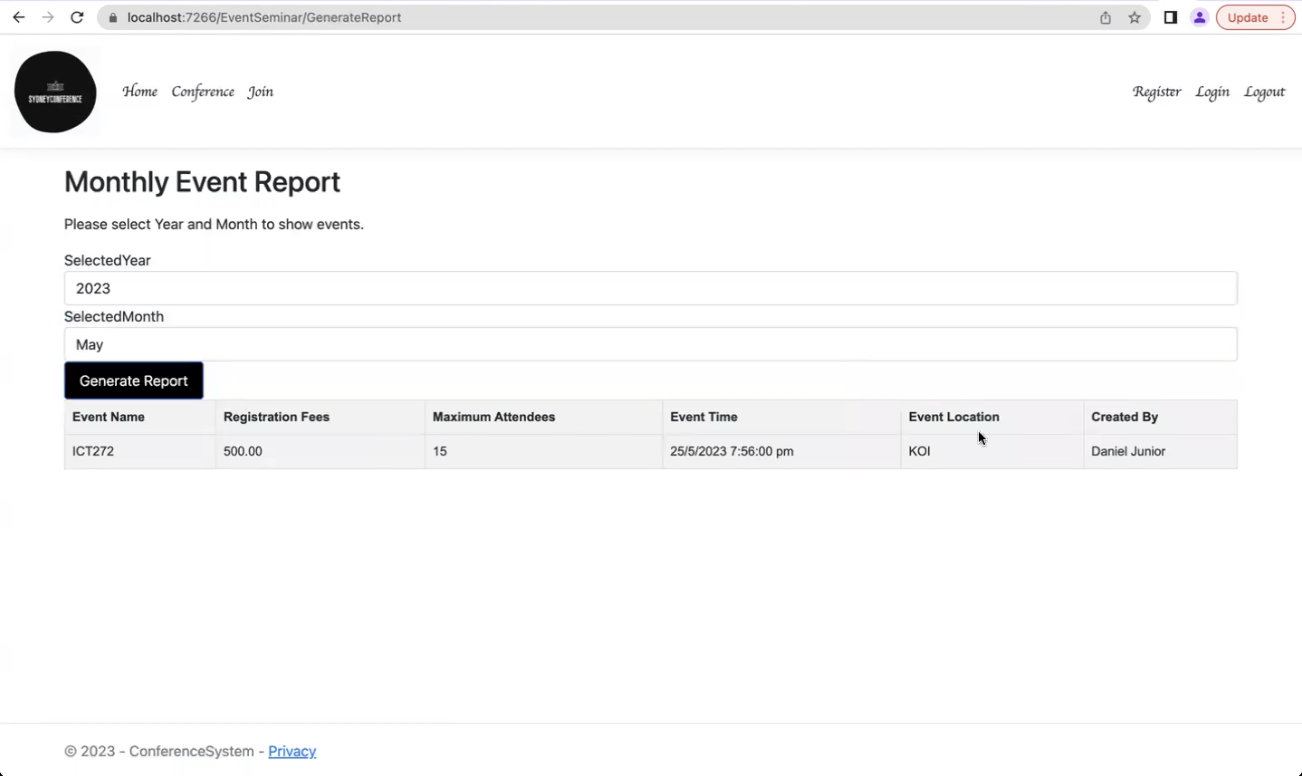 localhost:7266/EventSeminar/GenerateReport
Update
SYDNEYCONFERENCE
Home Conference Join
Register Login Logout
Monthly Event Report
Please select Year and Month to show events.
SelectedYear
2023
SelectedMonth
May
Generate Report
Event Name Registration Fees Maximum Attendees Event Time Event Location Created By
ICT272 500.00 15 25/5/2023 7:56:00 pm KOI Daniel Junior
© 2023 - ConferenceSystem - Privacy